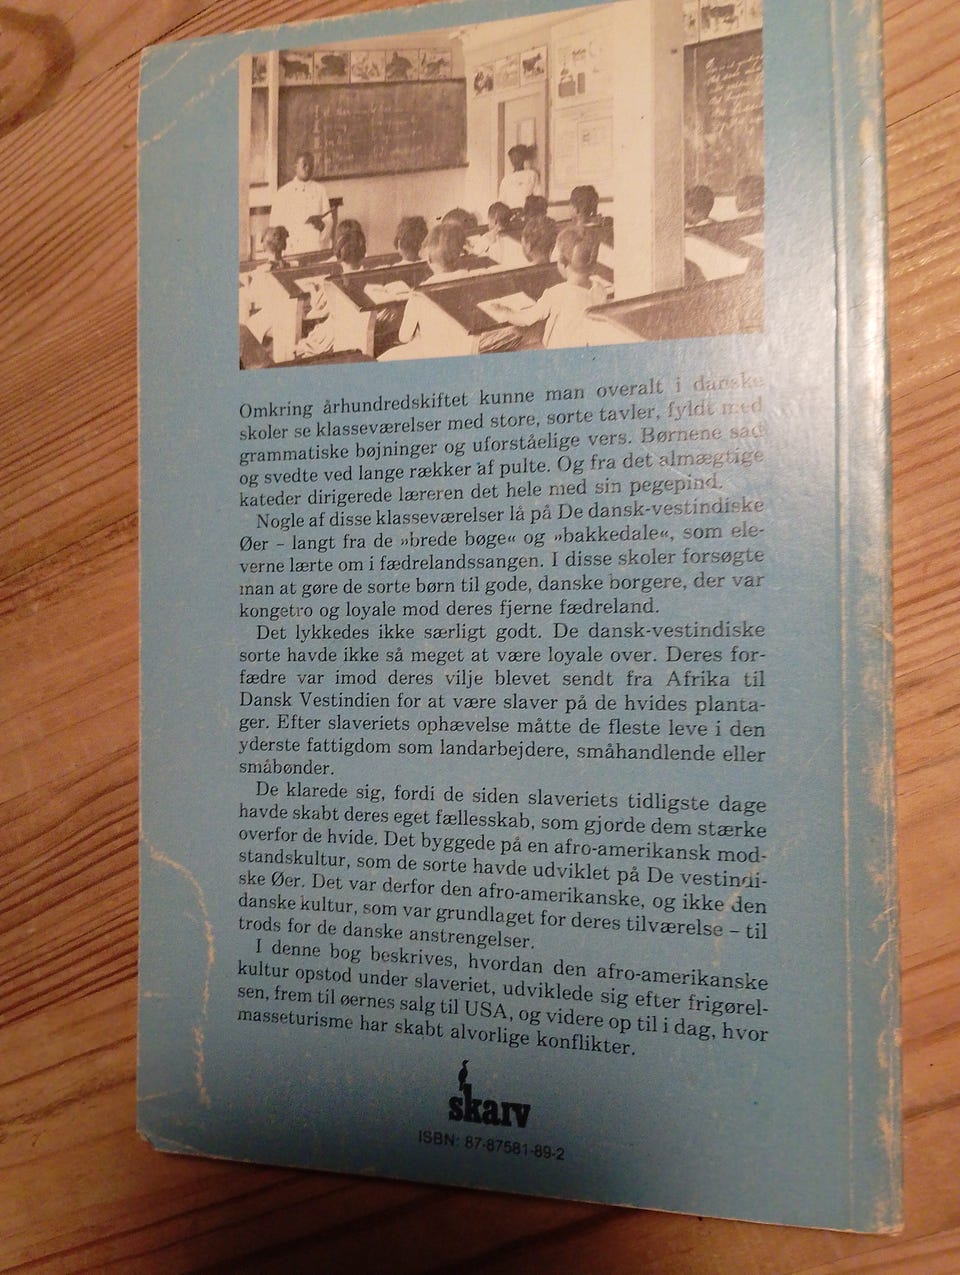 Omkring århundredskiftet kunne man overalt i danske
skoler se klasseværelser med store, sorte tavler, fyldt med
grammatiske bøjninger og uforståelige vers. Børnene sad
og svedte ved lange rækker af pulte. Og fra det almægtige
kateder dirigerede læreren det hele med sin pegepind.
Nogle af disse klasseværelser lå på De dansk-vestindiske
Øer – langt fra de »brede bøge« og »bakkedale«, som ele-
verne lærte om i fædrelandssangen. I disse skoler forsøgte
man at gøre de sorte børn til gode, danske borgere, der var
kongetro og loyale mod deres fjerne fædreland.
Det lykkedes ikke særligt godt. De dansk-vestindiske
sorte havde ikke så meget at være loyale over. Deres for-
fædre var imod deres vilje blevet sendt fra Afrika til
Dansk Vestindien for at være slaver på de hvides planta-
ger. Efter slaveriets ophævelse måtte de fleste leve i den
yderste fattigdom som landarbejdere, småhandlende eller
småbønder.
De klarede sig, fordi de siden slaveriets tidligste dage
havde skabt deres eget fællesskab, som gjorde dem stærke
overfor de hvide. Det byggede på en afro-amerikansk mod-
standskultur, som de sorte havde udviklet på De vestindi-
ske Øer. Det var derfor den afro-amerikanske, og ikke den
danske kultur, som var grundlaget for deres tilværelse – til
trods for de danske anstrengelser.
I denne bog beskrives, hvordan den afro-amerikanske
kultur opstod under slaveriet, udviklede sig efter frigørel-
sen, frem til øernes salg til USA, og videre op til i dag, hvor
masseturisme har skabt alvorlige konflikter.
skarv
ISBN: 87-87581-89-2